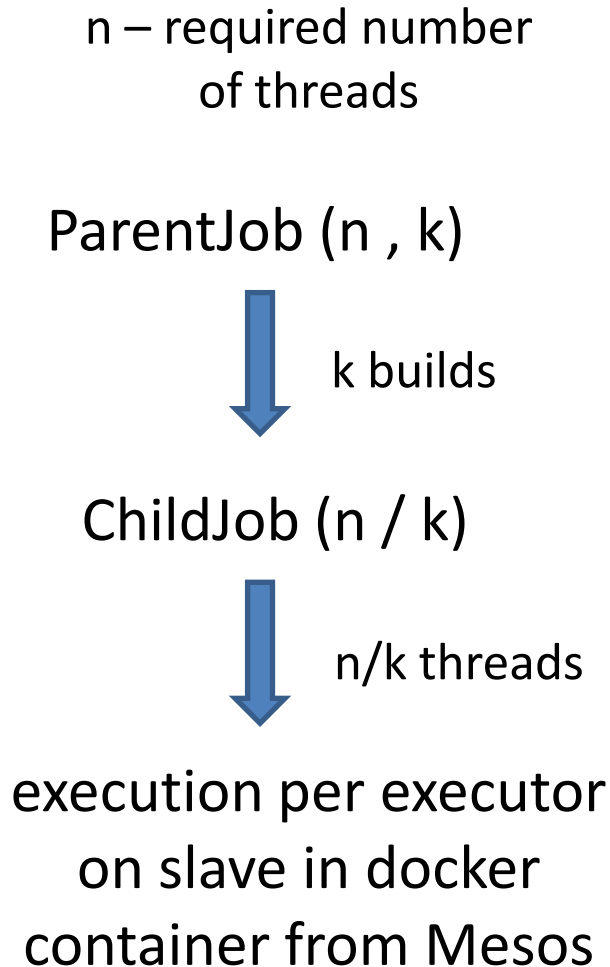 n – required number
of threads
ParentJob (n , k)
k builds
ChildJob (n / k)
n/k threads
execution per executor
on slave in docker
container from Mesos